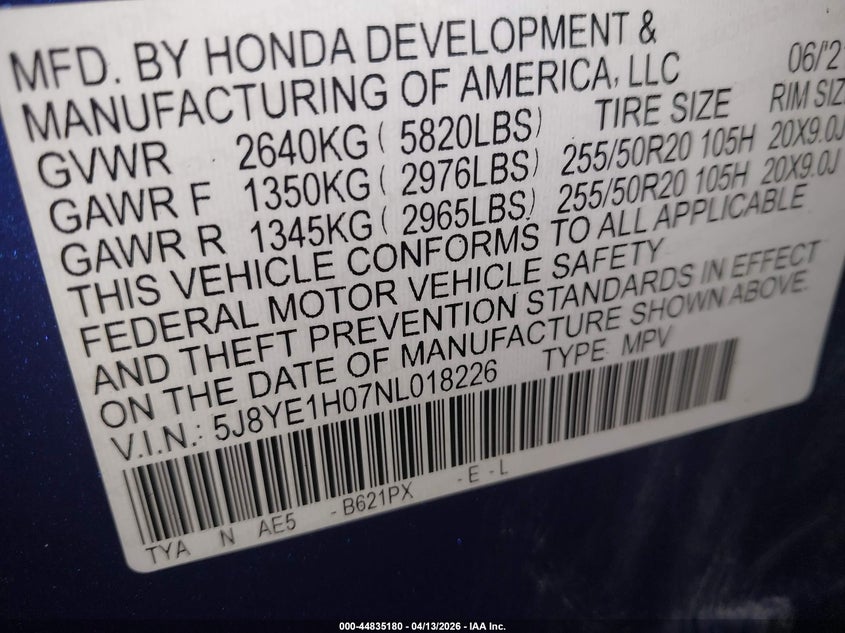 MFD. BY HONDA DEVELOPMENT &
MANUFACTURING OF AMERICA, LLC 06/'2
GVWR 2640KG ( 5820LBS) TIRE SIZE RIM SIZ
GAWR F 1350KG ( 2976LBS) 255/50R20 105H 20X9.0J
GAWR R 1345KG ( 2965LBS) 255/50R20 105H 20X9.0J
THIS VEHICLE CONFORMS TO ALL APPLICABLE
FEDERAL MOTOR VEHICLE SAFETY
AND THEFT PREVENTION STANDARDS IN EFFECT
ON THE DATE OF MANUFACTURE SHOWN ABOVE.
V.I.N.: 5J8YE1H07NL018226 TYPE MPV
TYA N AE5 -B621PX -E-L
000-44835180 - 04/13/2026 - IAA Inc.